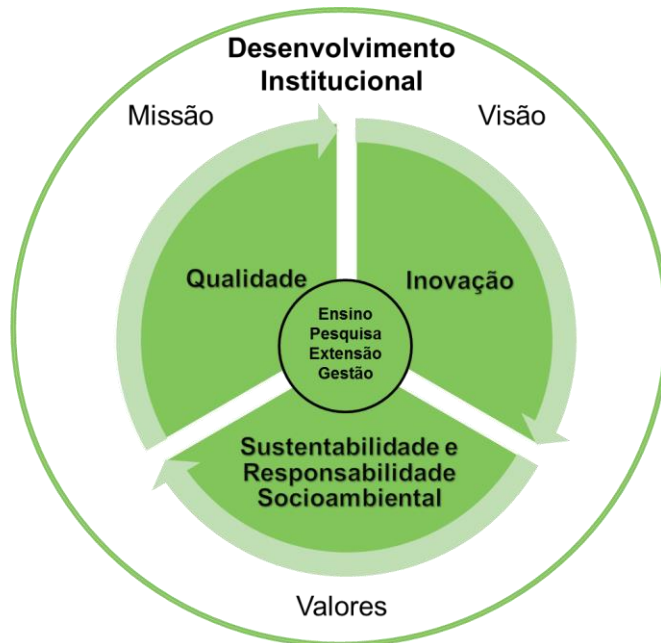 Desenvolvimento
Institucional
Missão
Visão
Qualidade
Inovação
Ensino
Pesquisa
Extensão
Gestão
Sustentabilidade e
Responsabilidade
Socioambiental
Valores